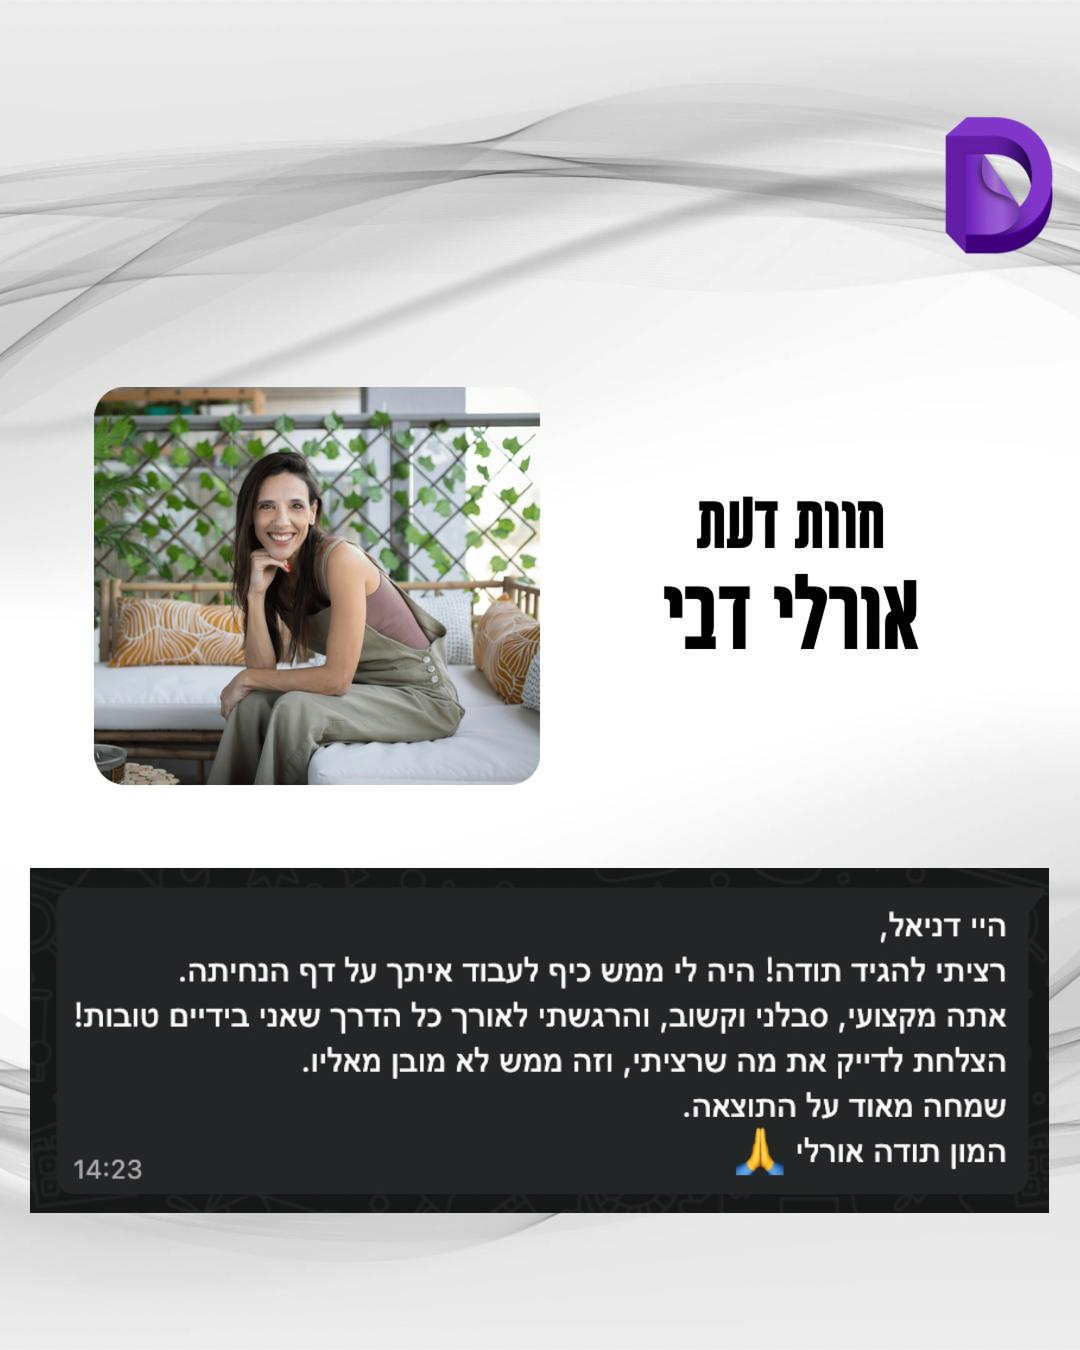 D
חוות דעת
אורלי דבי
היי דניאל,
רציתי להגיד תודה! היה לי ממש כיף לעבוד איתך על דף הנחיתה.
אתה מקצועי, סבלני וקשוב, והרגשתי לאורך כל הדרך שאני בידיים טובות!
הצלחת לדייק את מה שרציתי, וזה ממש לא מובן מאליו.
שמחה מאוד על התוצאה.
המון תודה אורלי 🙏
14:23